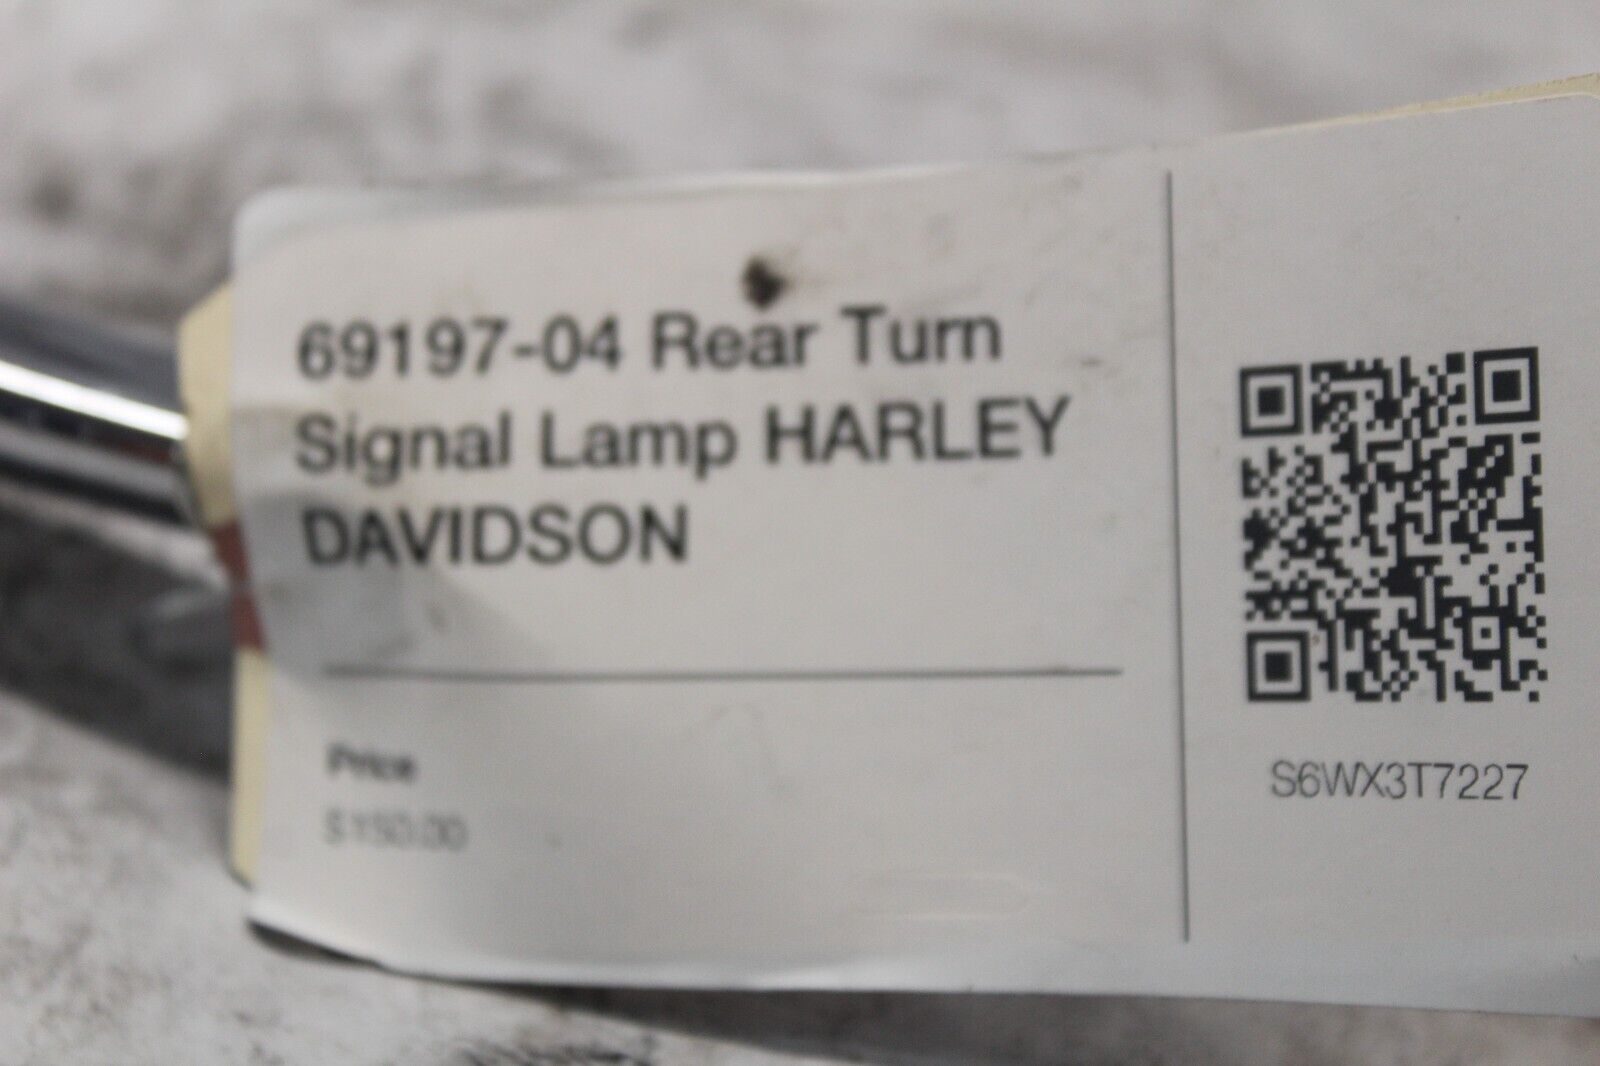 69197-04 Rear Turn
Signal Lamp HARLEY
DAVIDSON
Price
$150.00
S6WX3T7227